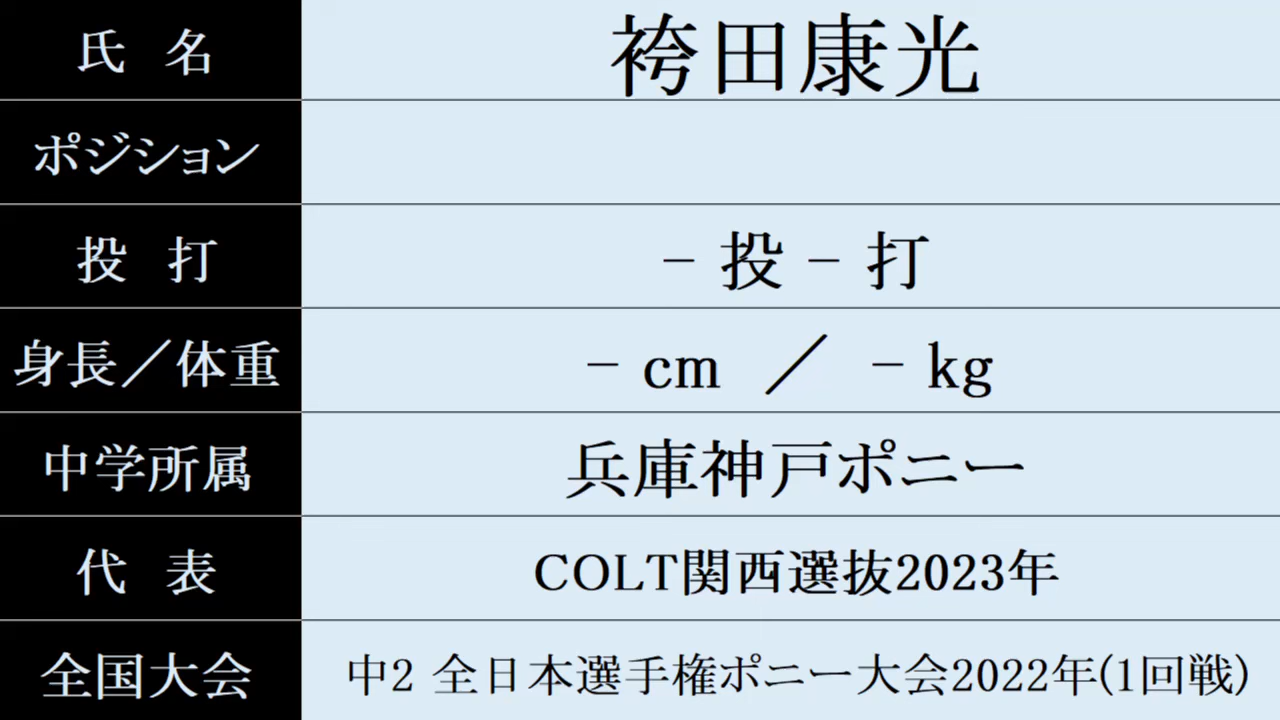 氏 名 袴田康光
ポジション
投 打 － 投 － 打
身長／体重 － cm ／ － kg
中学所属 兵庫神戸ポニー
代 表 COLT関西選抜2023年
全国大会 中2 全日本選手権ポニー大会2022年(1回戦)